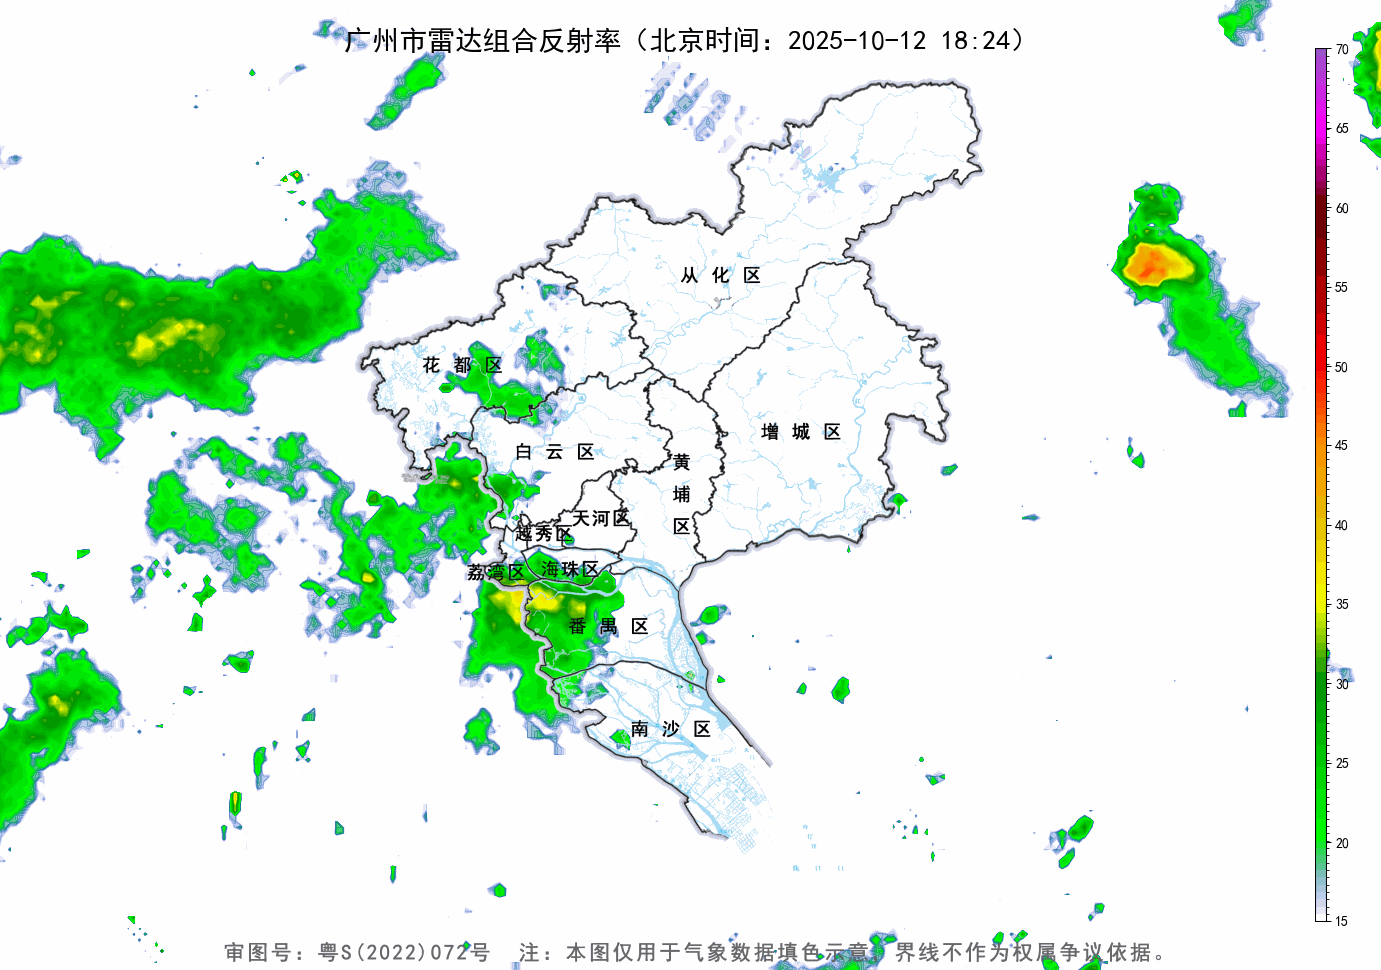 广州市雷达组合反射率（北京时间：2025-10-12 18:24）
70
65
60
55
50
45
40
35
30
25
20
15
从化区
花都区
增城区
白云区
黄埔区
天河区
越秀区
荔湾区
海珠区
番禺区
南沙区
审图号：粤S(2022)072号 注：本图仅用于气象数据填色示意，界线不作为权属争议依据。